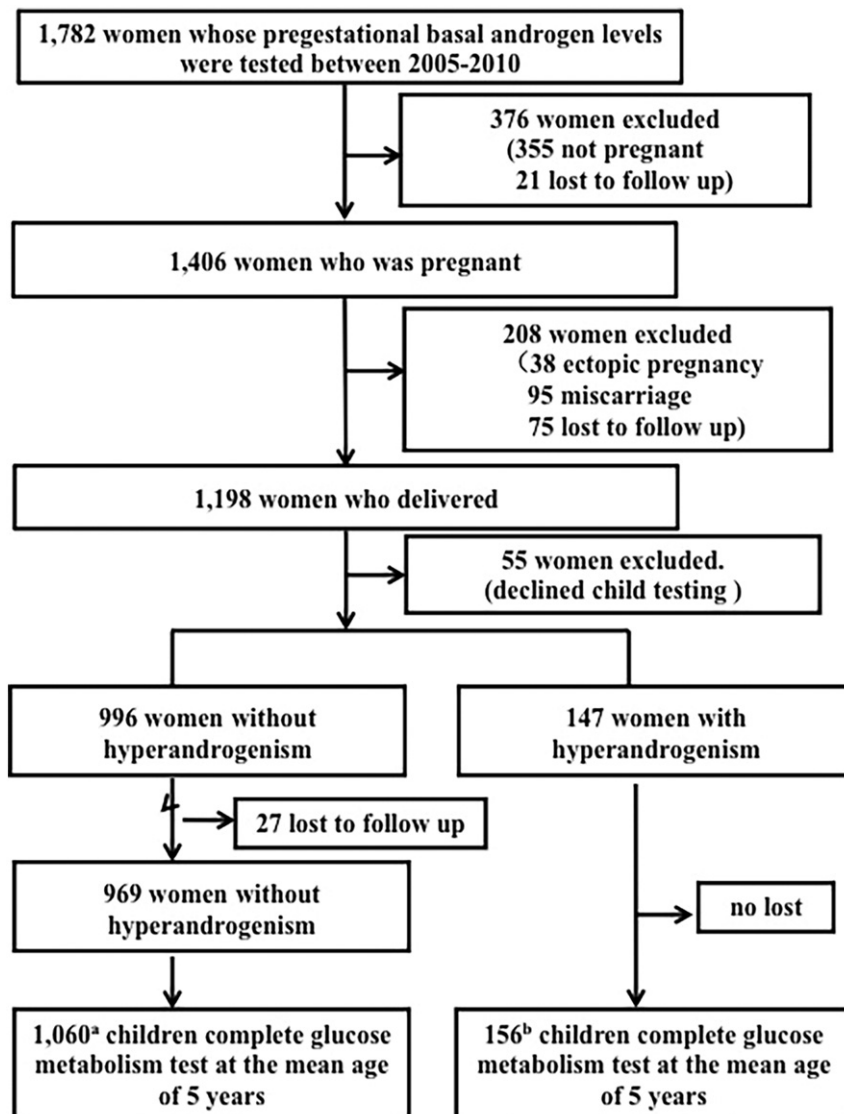 1,782 women whose pregestational basal androgen levels
were tested between 2005-2010
376 women excluded
(355 not pregnant
21 lost to follow up)
1,406 women who was pregnant
208 women excluded
（38 ectopic pregnancy
95 miscarriage
75 lost to follow up)
1,198 women who delivered
55 women excluded.
(declined child testing )
996 women without
hyperandrogenism
147 women with
hyperandrogenism
27 lost to follow up
969 women without
hyperandrogenism
no lost
1,060ᵃ children complete glucose
metabolism test at the mean age
of 5 years
156ᵇ children complete glucose
metabolism test at the mean age
of 5 years